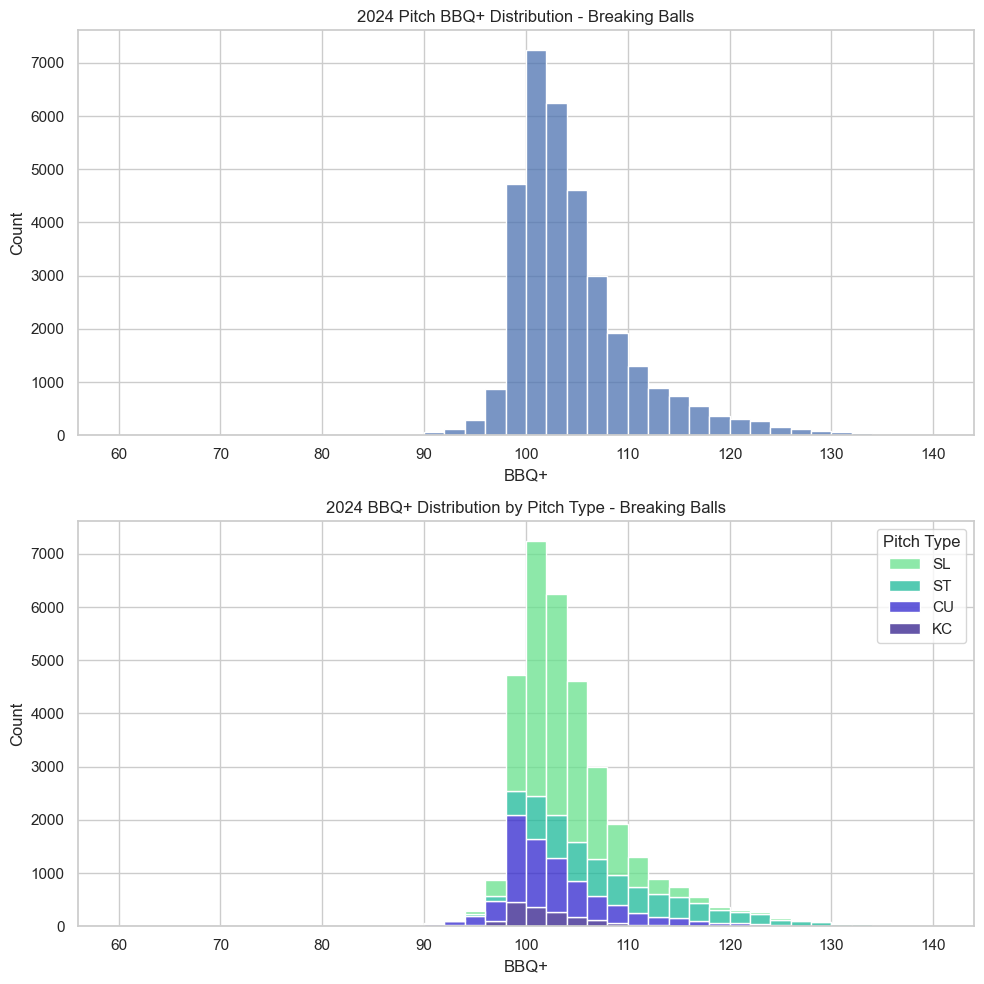 2024 Pitch BBQ+ Distribution - Breaking Balls
7000
6000
5000
4000
3000
2000
1000
0
Count
60 70 80 90 100 110 120 130 140
BBQ+
2024 BBQ+ Distribution by Pitch Type - Breaking Balls
Pitch Type
SL
ST
CU
KC
7000
6000
5000
4000
3000
2000
1000
0
Count
60 70 80 90 100 110 120 130 140
BBQ+